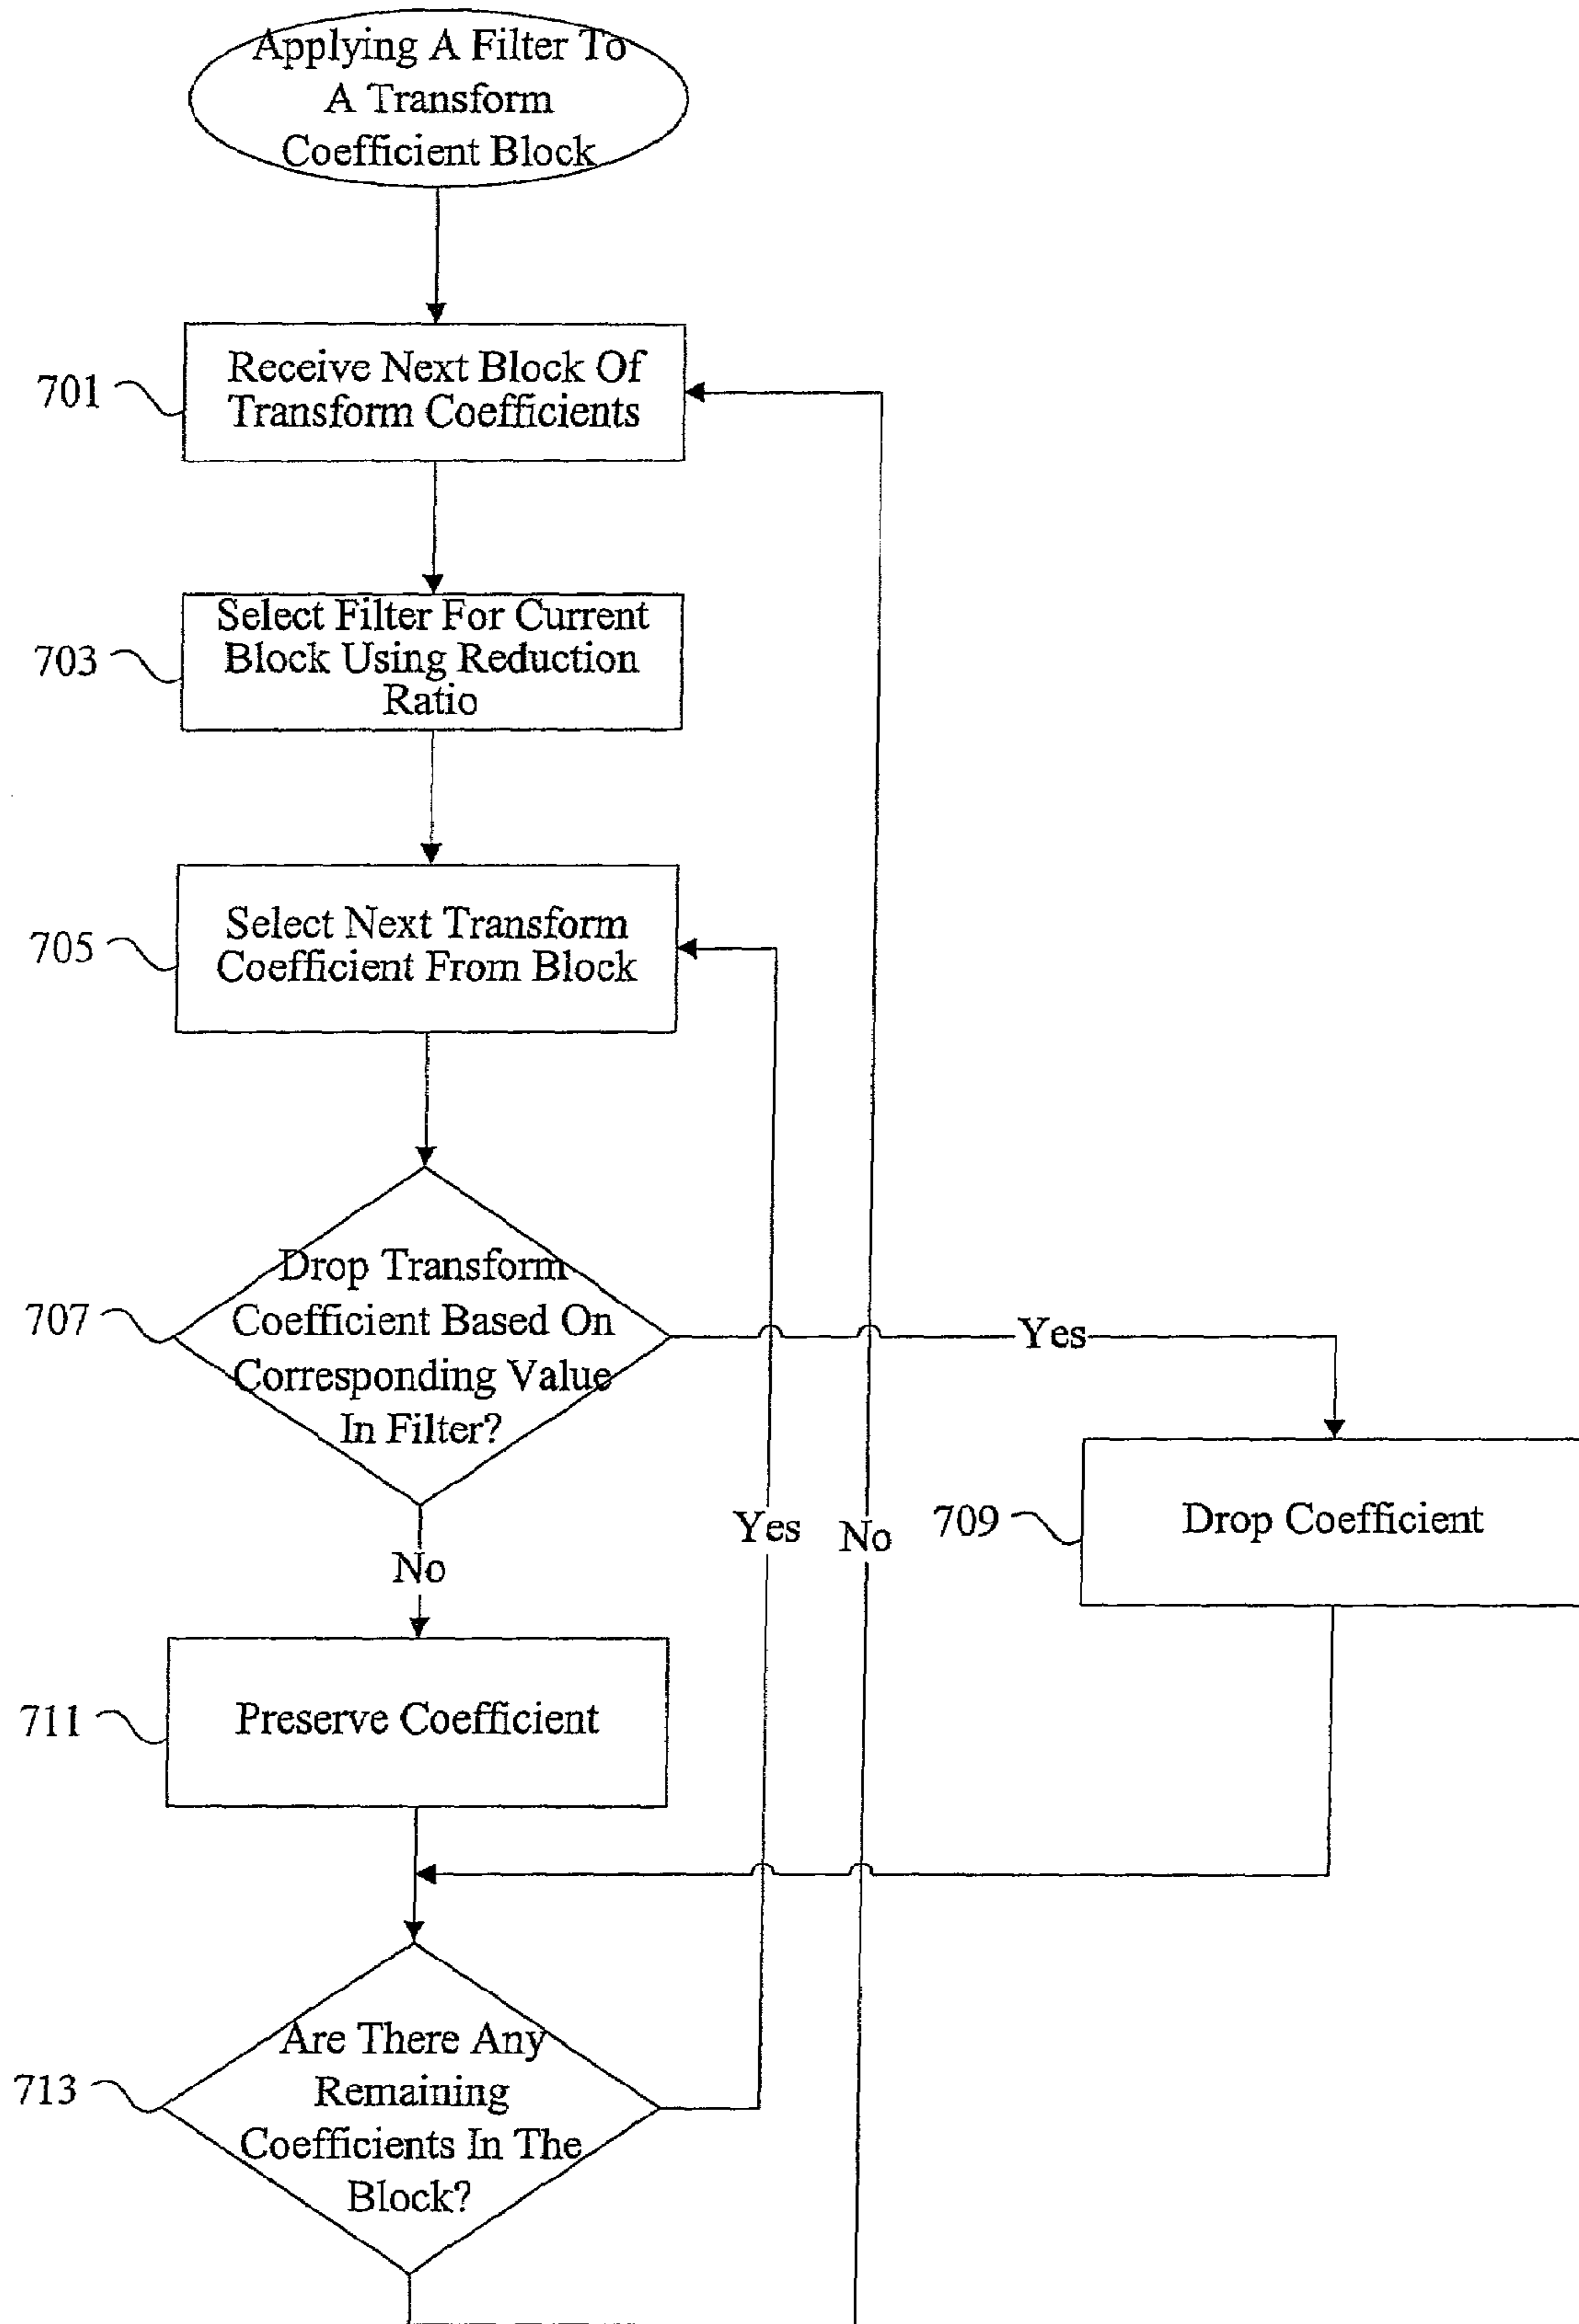 Applying A Filter To
A Transform
Coefficient Block
701
Receive Next Block Of
Transform Coefficients
703
Select Filter For Current
Block Using Reduction
Ratio
705
Select Next Transform
Coefficient From Block
707
Drop Transform
Coefficient Based On
Corresponding Value
In Filter?
Yes
709
Drop Coefficient
Yes
No
No
711
Preserve Coefficient
713
Are There Any
Remaining
Coefficients In The
Block?